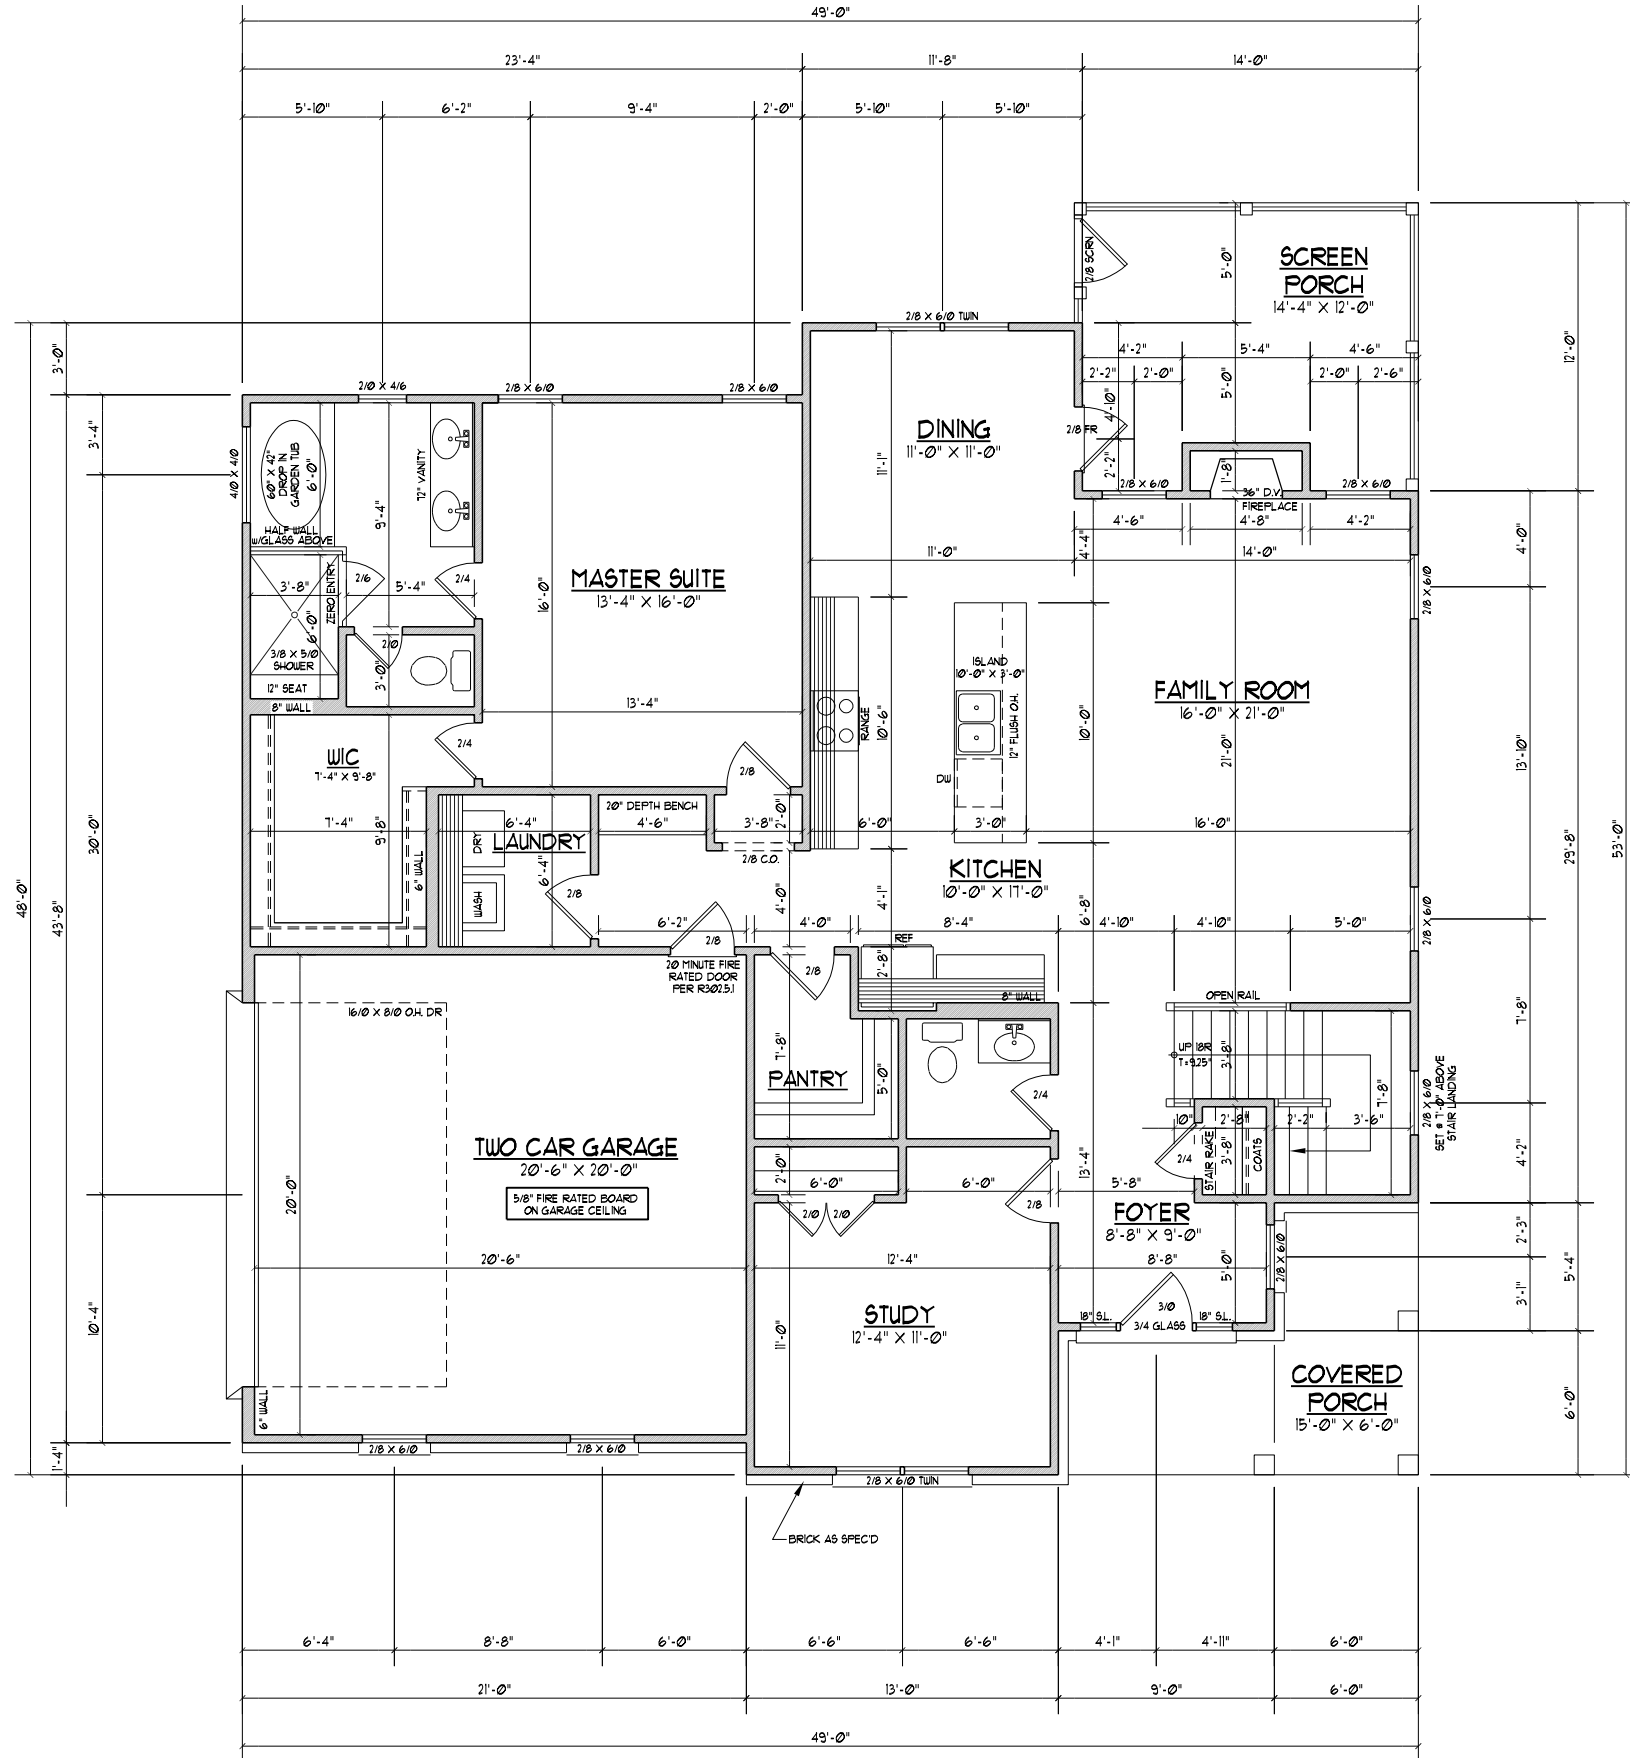 49'-0"
23'-4" 11'-8" 14'-0"
5'-10" 6'-2" 9'-4" 2'-0" 5'-10" 5'-10"
SCREEN
PORCH
14'-4" X 12'-0"
2/8 SCRN
5'-0"
5'-0"
12'-0"
2/8 X 6/0 TWIN
4'-2" 5'-4" 4'-6"
2'-2" 2'-0" 2'-0" 2'-6"
4'-10"
2'-2"
2/8 FR
3'-0"
2/0 X 4/6 2/8 X 6/0 2/8 X 6/0
3'-4"
4/0 X 4/0
60" X 42"
DROP IN
GARDEN TUB
6'-0"
72" VANITY
9'-4"
HALF WALL
w/GLASS ABOVE
DINING
11'-0" X 11'-0"
11'-1"
1'-8"
2/8 X 6/0 2/8 X 6/0
36" D.V.
FIREPLACE
4'-6" 4'-8" 4'-2"
4'-4"
11'-0" 14'-0"
4'-0"
2/8 X 6/0
3'-8"
ZERO ENTRY
2/6
5'-4"
2/4
6'-0"
3/8 X 5/0
SHOWER
12" SEAT
8" WALL
2/0
3'-0"
MASTER SUITE
13'-4" X 16'-0"
16'-0"
13'-4"
ISLAND
10'-0" X 3'-0"
12" FLUSH O.H.
DW
RANGE
10'-6"
10'-0"
FAMILY ROOM
16'-0" X 21'-0"
21'-0"
13'-10"
WIC
7'-4" X 9'-8"
2/4
2/8
7'-4"
9'-8"
6" WALL
6'-4"
LAUNDRY
6'-4"
DRY
WASH
20" DEPTH BENCH
4'-6"
3'-8"
2'-0"
2/8 C.O.
2/8
6'-0" 3'-0" 16'-0"
KITCHEN
10'-0" X 17'-0"
30'-0"
29'-8"
53'-0"
48'-0"
43'-8"
4'-0"
4'-1"
6'-8"
6'-2" 4'-0" 8'-4" 4'-10" 4'-10" 5'-0"
2/8 X 6/0
2/8
20 MINUTE FIRE
RATED DOOR
PER R302.5.1
2/8
REF
2'-8"
8" WALL
OPEN RAIL
7'-8"
16/0 X 8/0 O.H. DR
UP 18R
T=9.25"
3'-8"
7'-8"
PANTRY
5'-0"
2/4
7'-8"
2/8 X 6/0
SET @ 7'-0" ABOVE
STAIR LANDING
10" 2'-8" 2'-2" 3'-6"
STAIR RAKE
3'-8"
COATS
2/4
4'-2"
TWO CAR GARAGE
20'-6" X 20'-0"
5/8" FIRE RATED BOARD
ON GARAGE CEILING
20'-0"
13'-4"
2'-0"
6'-0" 6'-0" 5'-8"
2/0 2/0
2/8
FOYER
8'-8" X 9'-0"
2'-3"
20'-6" 12'-4" 8'-8"
5'-0"
2/8 X 6/0
5'-4"
3'-1"
10'-4"
STUDY
12'-4" X 11'-0"
11'-0"
18" S.L. 3/0 18" S.L.
3/4 GLASS
COVERED
PORCH
15'-0" X 6'-0"
6'-0"
6" WALL
1'-4"
2/8 X 6/0 2/8 X 6/0
2/8 X 6/0 TWIN
BRICK AS SPEC'D
6'-4" 8'-8" 6'-0" 6'-6" 6'-6" 4'-1" 4'-11" 6'-0"
21'-0" 13'-0" 9'-0" 6'-0"
49'-0"